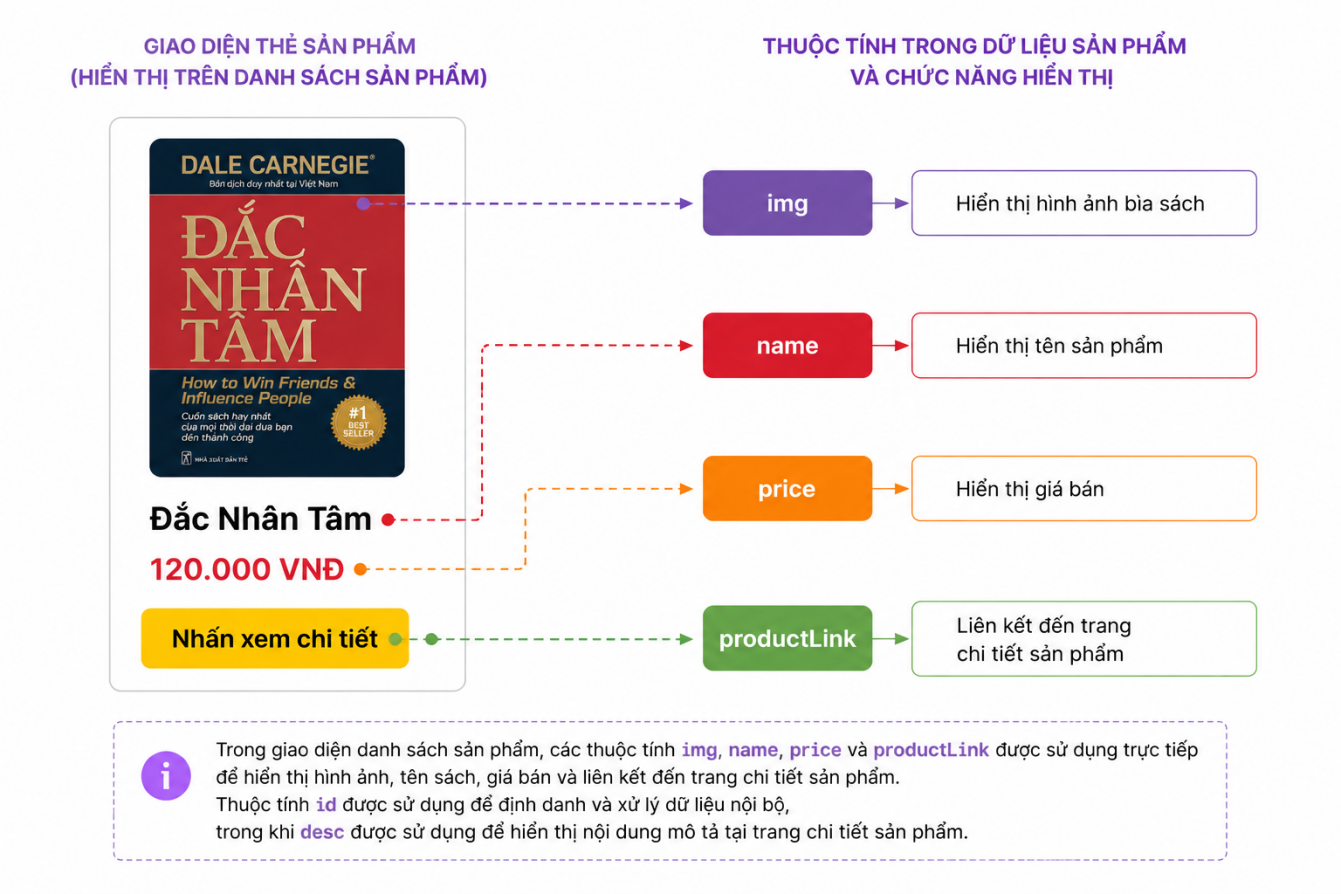 GIAO DIỆN THẺ SẢN PHẨM
(HIỂN THỊ TRÊN DANH SÁCH SẢN PHẨM)
THUỘC TÍNH TRONG DỮ LIỆU SẢN PHẨM
VÀ CHỨC NĂNG HIỂN THỊ
DALE CARNEGIE®
Bản dịch duy nhất tại Việt Nam
ĐẮC
NHÂN
TÂM
How to Win Friends &
Influence People
Cuốn sách hay nhất
của mọi thời đại đưa bạn
đến thành công
#1
BEST
SELLER
NHÀ XUẤT BẢN
Đắc Nhân Tâm
120.000 VNĐ
Nhấn xem chi tiết
img
Hiển thị hình ảnh bìa sách
name
Hiển thị tên sản phẩm
price
Hiển thị giá bán
productLink
Liên kết đến trang
chi tiết sản phẩm
i
Trong giao diện danh sách sản phẩm, các thuộc tính img, name, price và productLink được sử dụng trực tiếp
để hiển thị hình ảnh, tên sách, giá bán và liên kết đến trang chi tiết sản phẩm.
Thuộc tính id được sử dụng để định danh và xử lý dữ liệu nội bộ,
trong khi desc được sử dụng để hiển thị nội dung mô tả tại trang chi tiết sản phẩm.